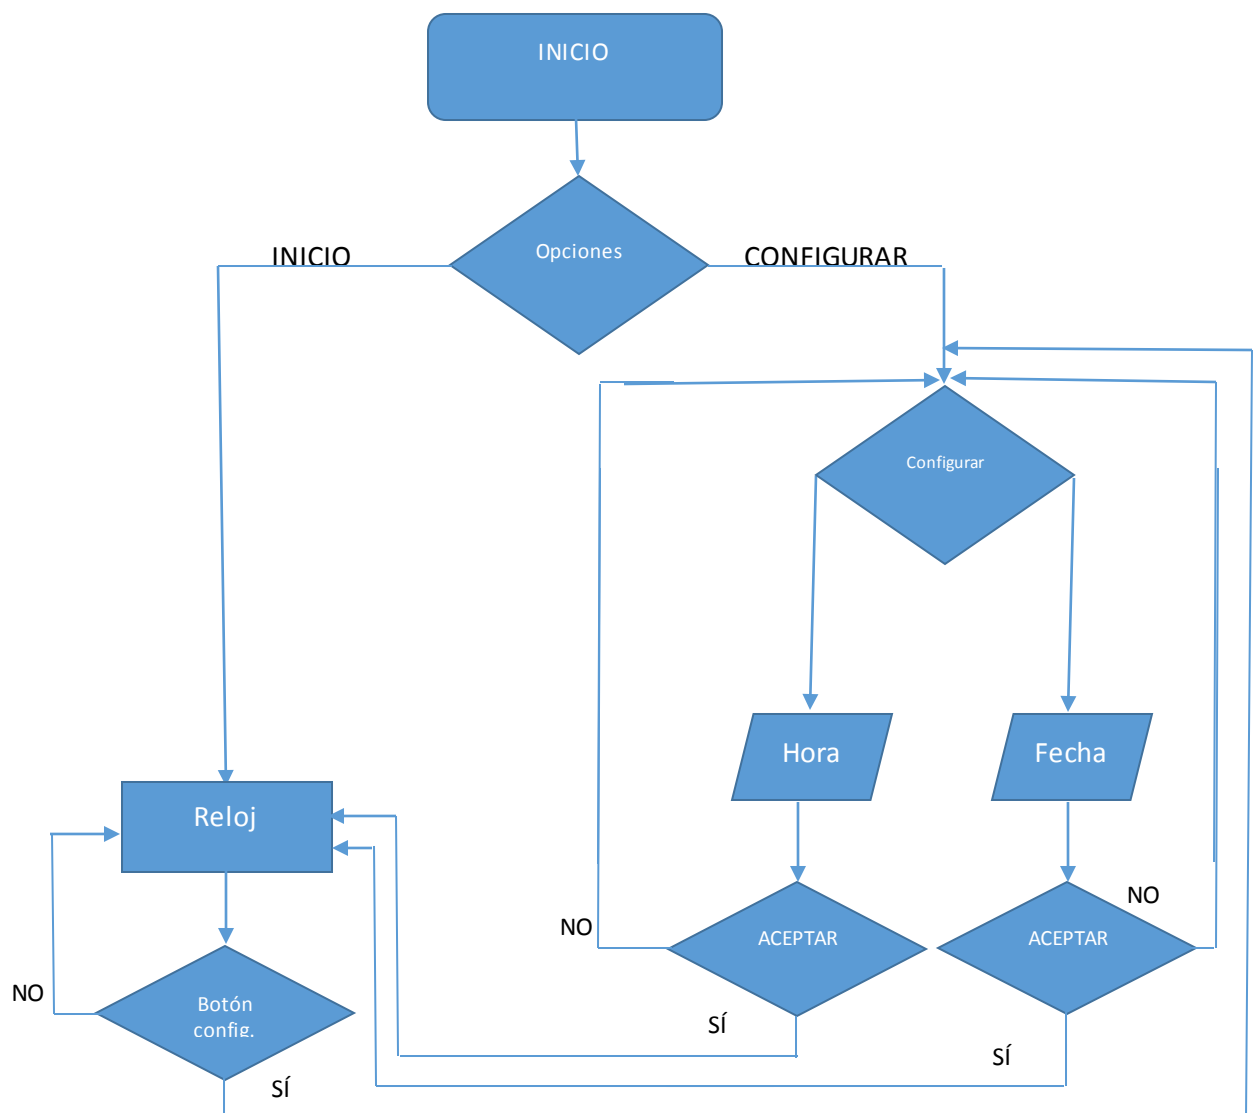 INICIO
Opciones
INICIO
CONFIGURAR
Configurar
Hora
Fecha
Reloj
NO
NO
ACEPTAR
ACEPTAR
NO
Botón
config.
SÍ
SÍ
SÍ